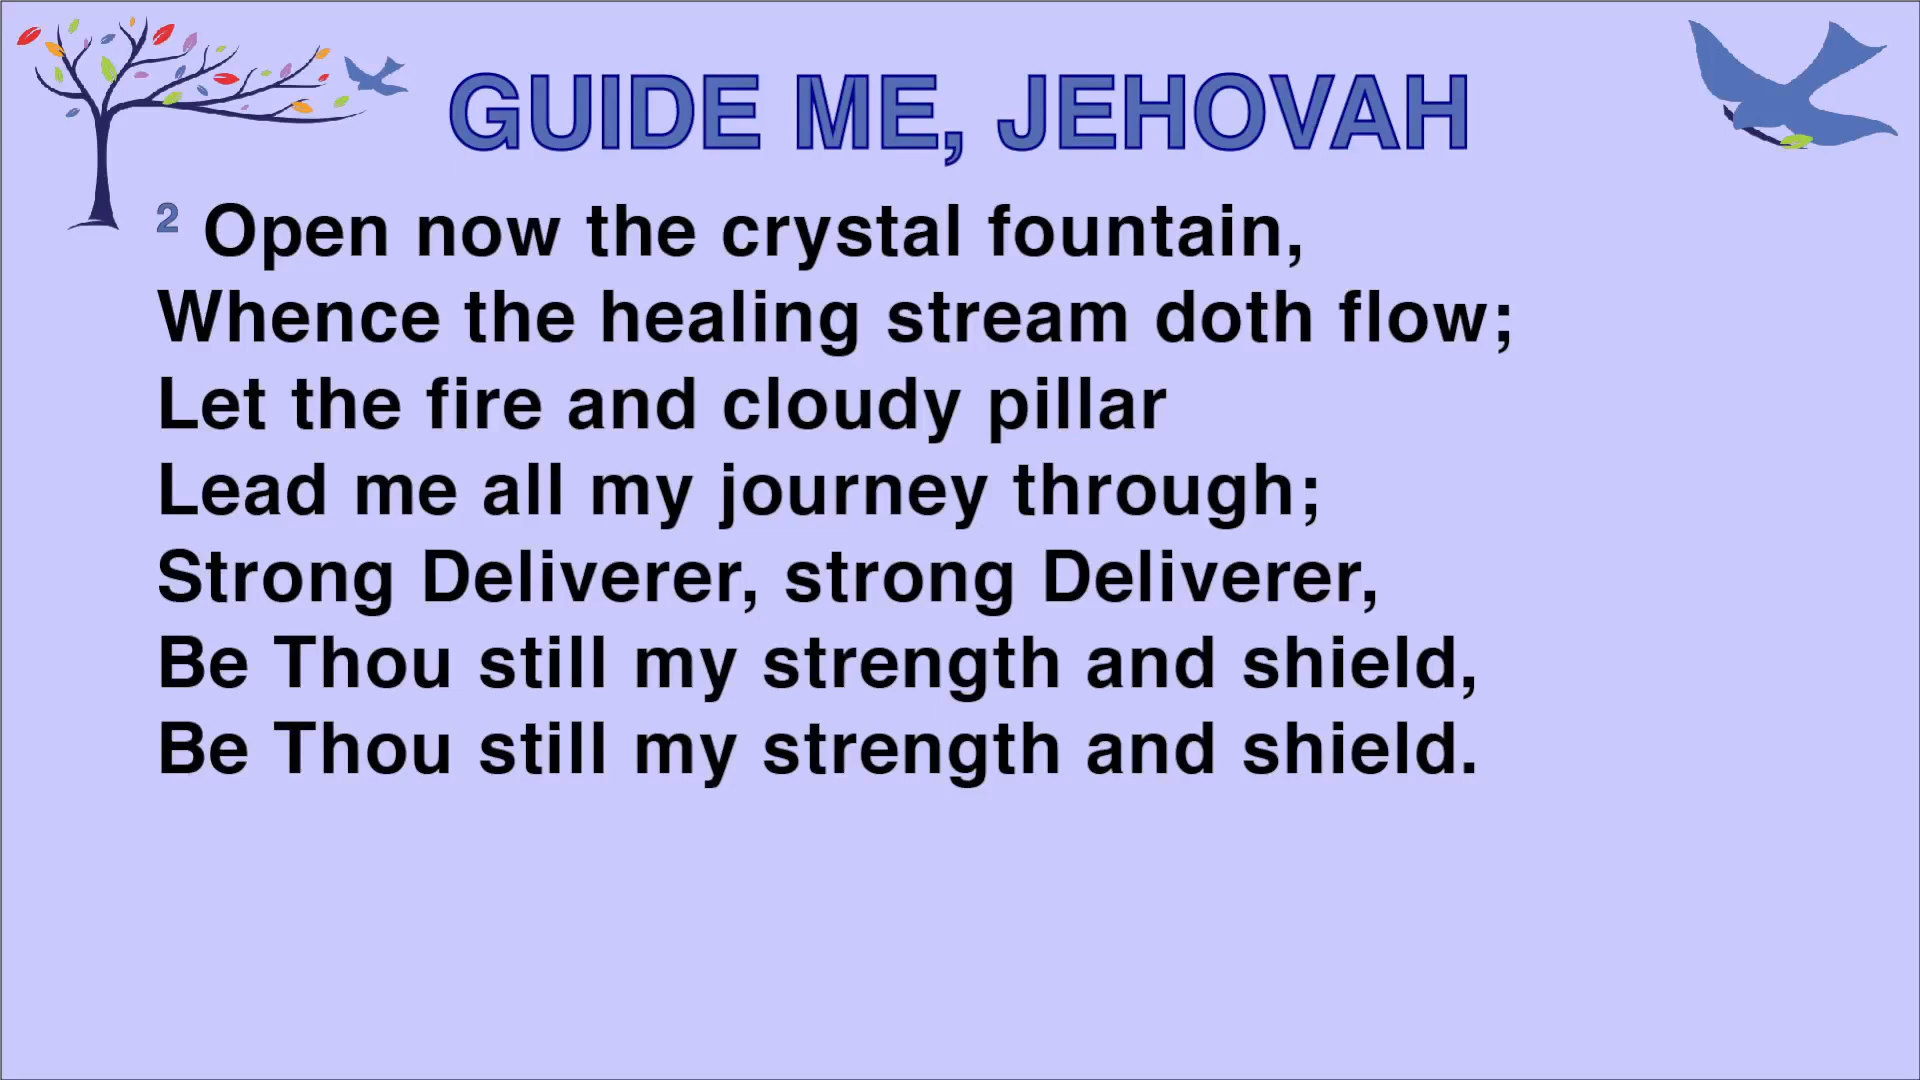 GUIDE ME, JEHOVAH
2 Open now the crystal fountain,
Whence the healing stream doth flow;
Let the fire and cloudy pillar
Lead me all my journey through;
Strong Deliverer, strong Deliverer,
Be Thou still my strength and shield,
Be Thou still my strength and shield.